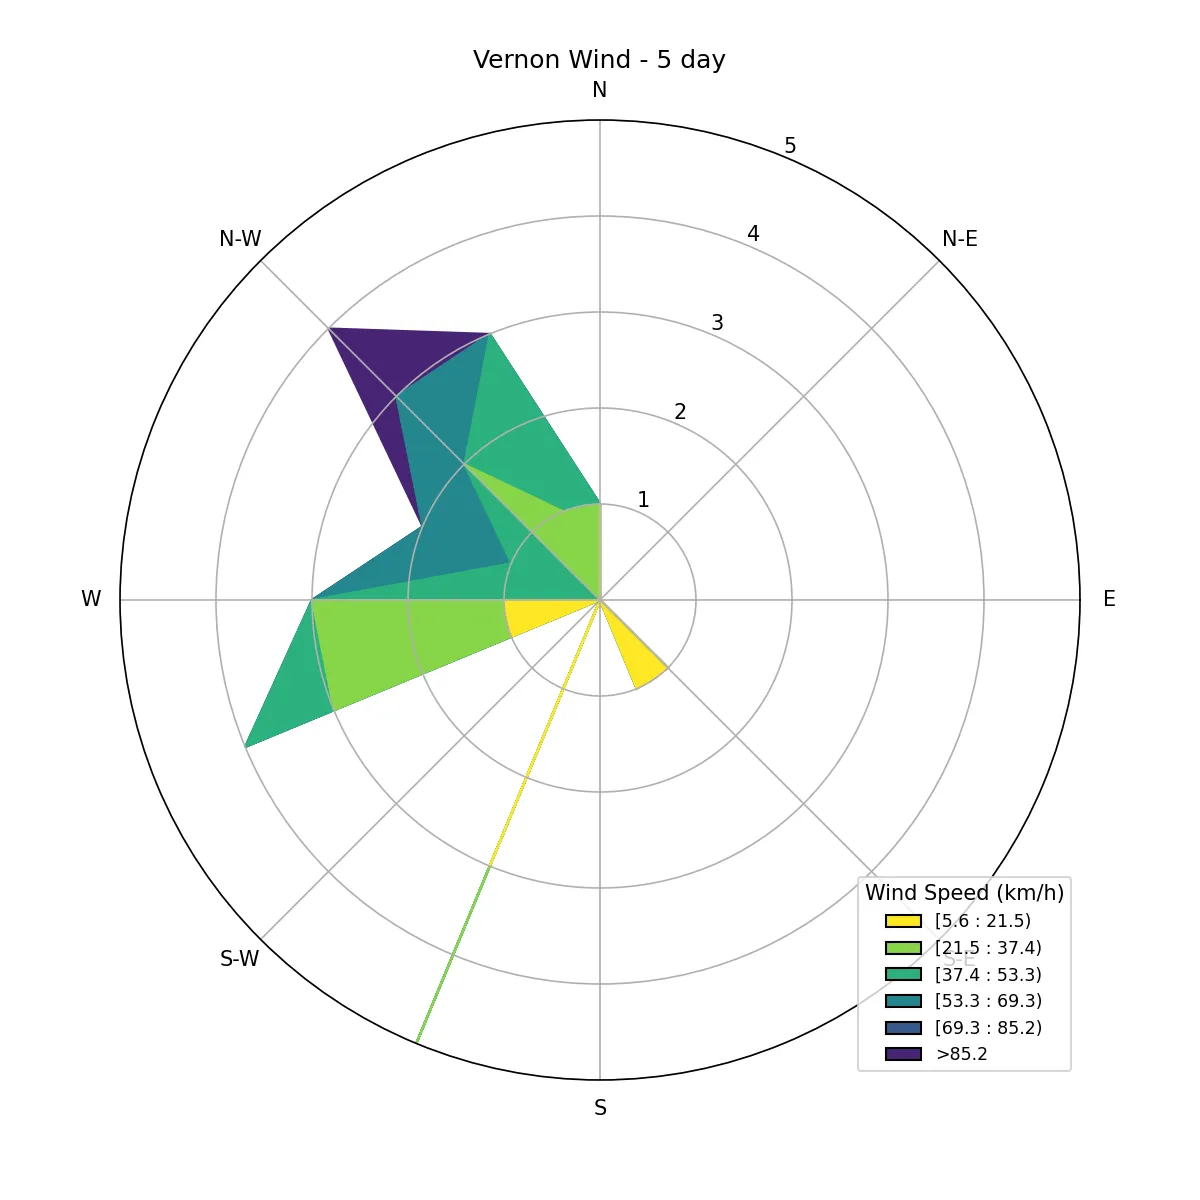 Vernon Wind - 5 day
N
5
N-W
N-E
4
3
2
1
W
E
S-W
S-E
S
Wind Speed (km/h)
[5.6 : 21.5)
[21.5 : 37.4)
[37.4 : 53.3)
[53.3 : 69.3)
[69.3 : 85.2)
>85.2